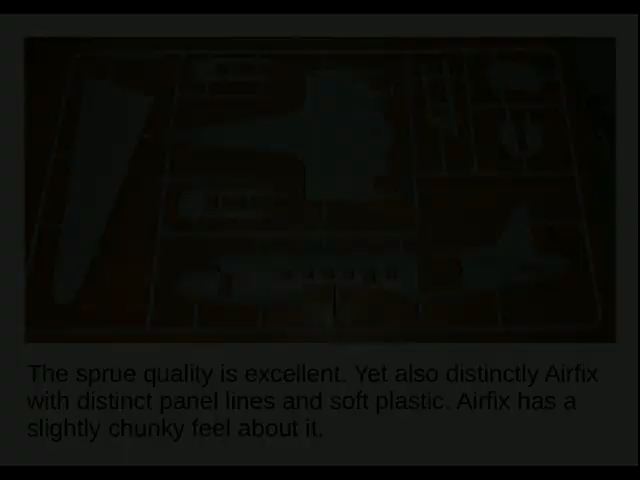 The sprue quality is excellent. Yet also distinctly Airfix
with distinct panel lines and soft plastic. Airfix has a
slightly chunky feel about it.